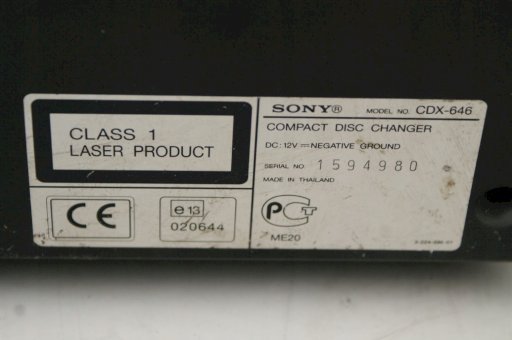 CLASS 1
LASER PRODUCT
CE
e13
020644
SONY® MODEL NO. CDX-646
COMPACT DISC CHANGER
DC: 12V ⎓ NEGATIVE GROUND
SERIAL NO. 1594980
MADE IN THAILAND
PCT
ME20